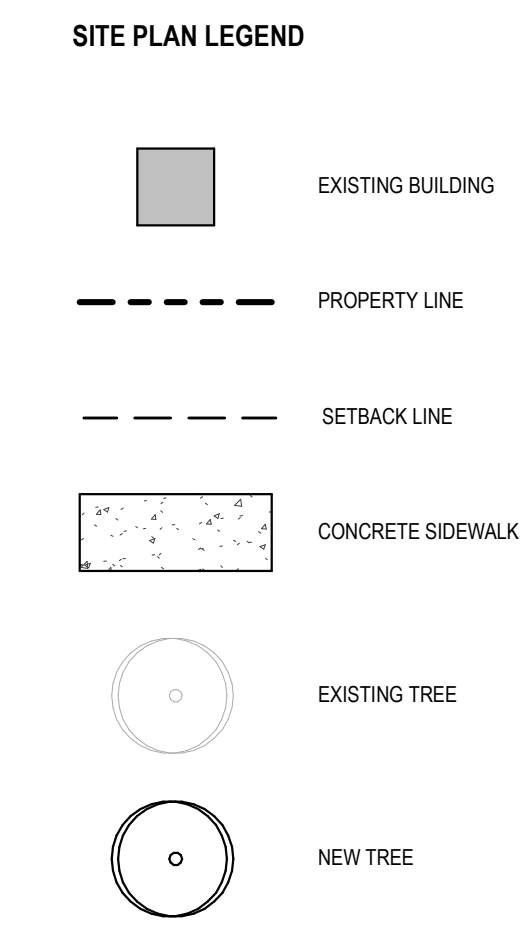 SITE PLAN LEGEND
EXISTING BUILDING
PROPERTY LINE
SETBACK LINE
CONCRETE SIDEWALK
EXISTING TREE
NEW TREE